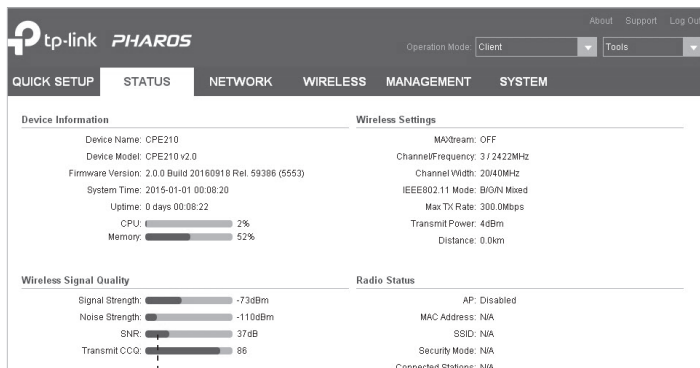 About Support Log Out
tp-link PHAROS
Operation Mode: Client Tools
QUICK SETUP STATUS NETWORK WIRELESS MANAGEMENT SYSTEM
Device Information
Device Name: CPE210
Device Model: CPE210 v2.0
Firmware Version: 2.0.0 Build 20160918 Rel. 59386 (5553)
System Time: 2015-01-01 00:08:20
Uptime: 0 days 00:08:22
CPU: 2%
Memory: 52%
Wireless Settings
MAXtream: OFF
Channel/Frequency: 3 / 2422MHz
Channel Width: 20/40MHz
IEEE802.11 Mode: B/G/N Mixed
Max TX Rate: 300.0Mbps
Transmit Power: 4dBm
Distance: 0.0km
Wireless Signal Quality
Signal Strength: -73dBm
Noise Strength: -110dBm
SNR: 37dB
Transmit CCQ: 86
Radio Status
AP: Disabled
MAC Address: N/A
SSID: N/A
Security Mode: N/A
Connected Stations: N/A